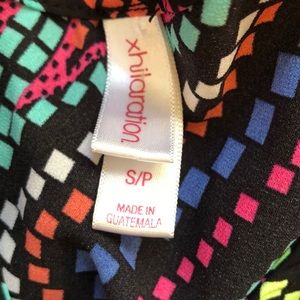 xhilaration
S/P
MADE IN
GUATEMALA